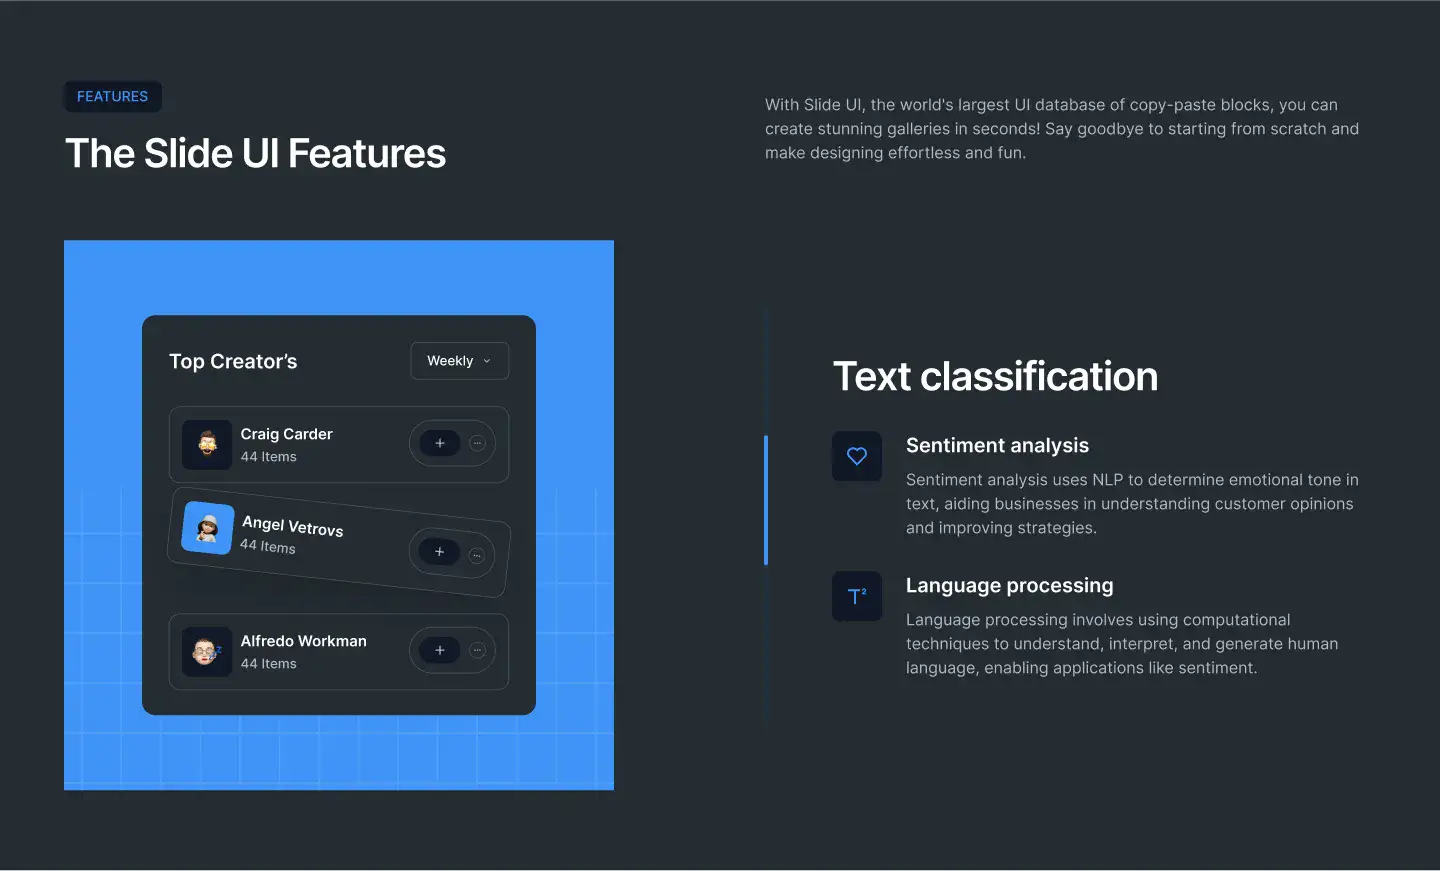 FEATURES
The Slide UI Features
With Slide UI, the world's largest UI database of copy-paste blocks, you can
create stunning galleries in seconds! Say goodbye to starting from scratch and
make designing effortless and fun.
Top Creator’s
Weekly
Craig Carder
44 Items
Angel Vetrovs
44 Items
Alfredo Workman
44 Items
Text classification
Sentiment analysis
Sentiment analysis uses NLP to determine emotional tone in
text, aiding businesses in understanding customer opinions
and improving strategies.
T²
Language processing
Language processing involves using computational
techniques to understand, interpret, and generate human
language, enabling applications like sentiment.